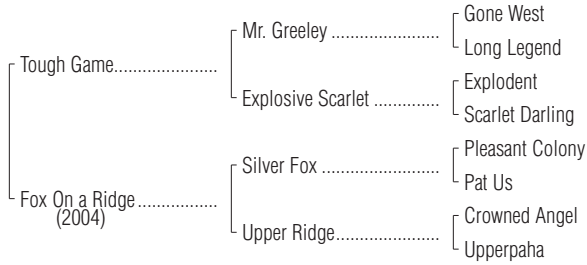 Gone West
Mr. Greeley ......................
Long Legend
Tough Game.....................
Explodent
Explosive Scarlet .............
Scarlet Darling
Pleasant Colony
Silver Fox ........................
Pat Us
Fox On a Ridge................
(2004)
Crowned Angel
Upper Ridge.....................
Upperpaha